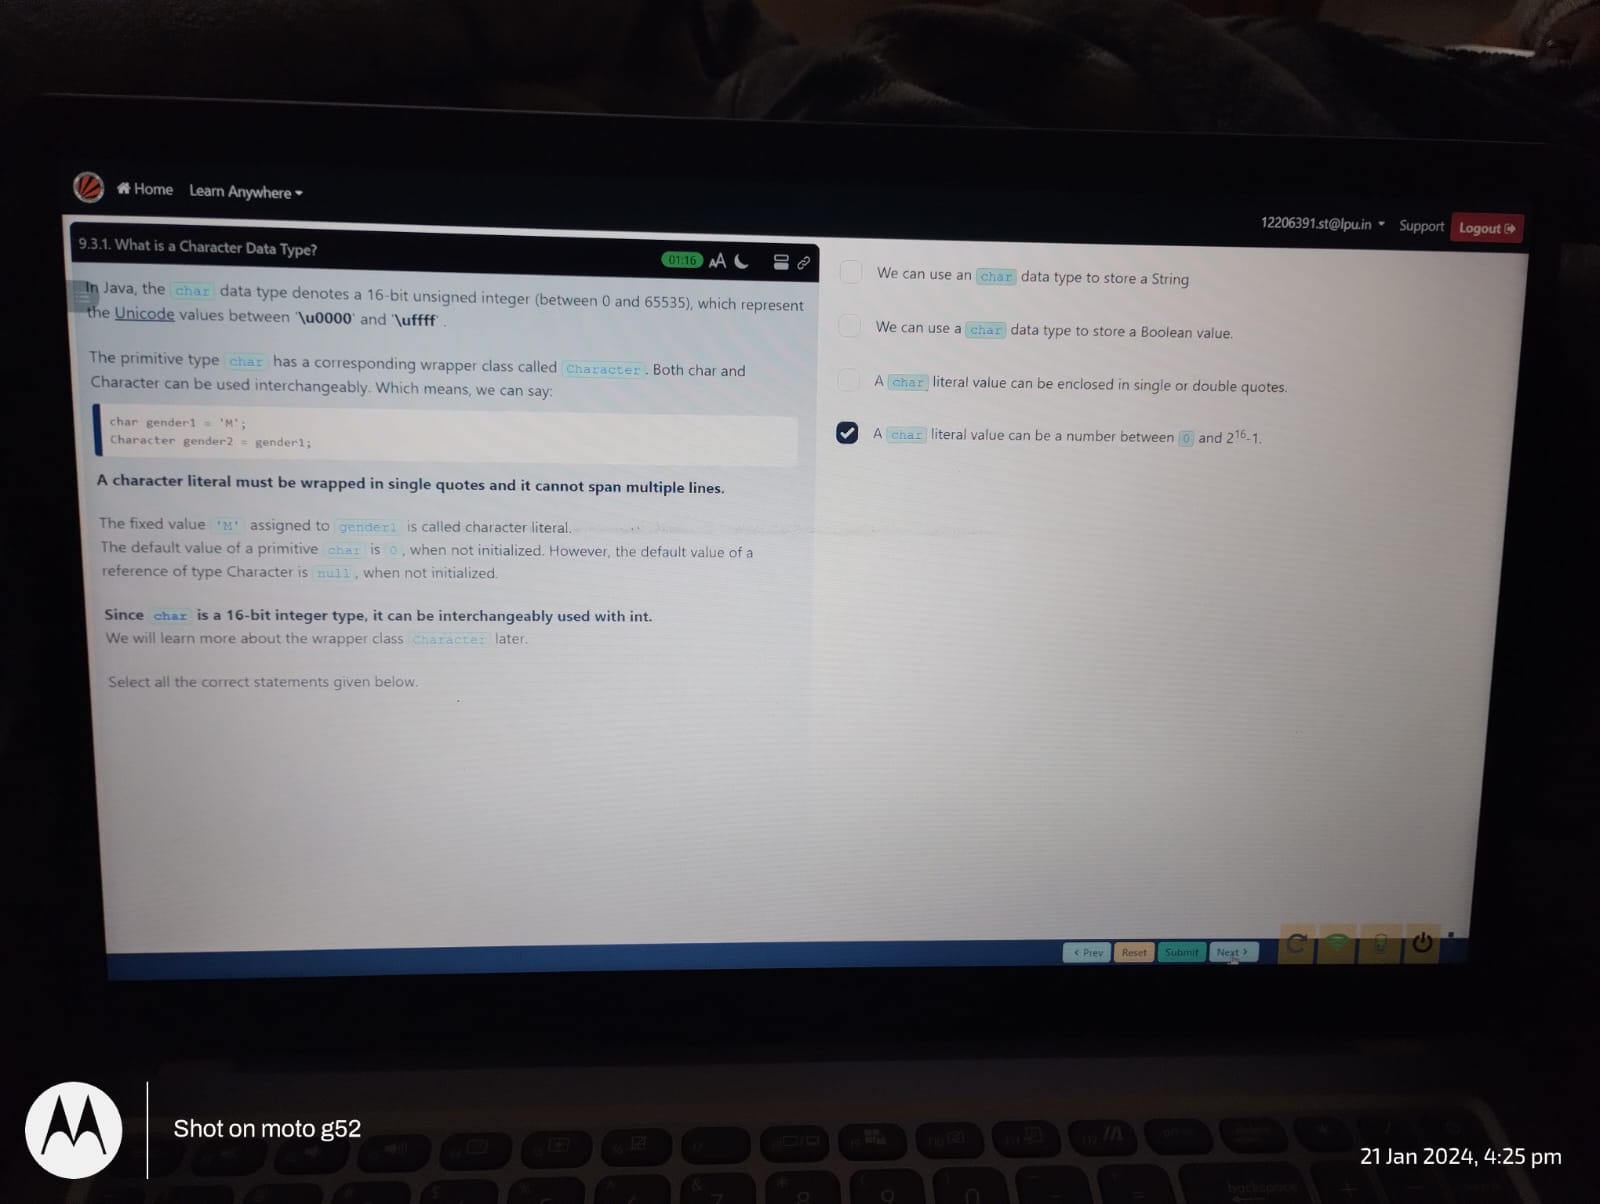 Home Learn Anywhere
12206391.st@lpu.in Support Logout
9.3.1. What is a Character Data Type?
01:16 AA
In Java, the char data type denotes a 16-bit unsigned integer (between 0 and 65535), which represent
the Unicode values between '\u0000' and '\uffff' .
The primitive type char has a corresponding wrapper class called Character . Both char and
Character can be used interchangeably. Which means, we can say:
char gender1 = 'M';
Character gender2 = gender1;
A character literal must be wrapped in single quotes and it cannot span multiple lines.
The fixed value 'M' assigned to gender1 is called character literal.
The default value of a primitive char is 0 , when not initialized. However, the default value of a
reference of type Character is null , when not initialized.
Since char is a 16-bit integer type, it can be interchangeably used with int.
We will learn more about the wrapper class Character later.
Select all the correct statements given below.
We can use an char data type to store a String
We can use a char data type to store a Boolean value.
A char literal value can be enclosed in single or double quotes.
A char literal value can be a number between 0 and 2¹⁶-1.
< Prev Reset Submit Next >
Shot on moto g52
21 Jan 2024, 4:25 pm
backspace